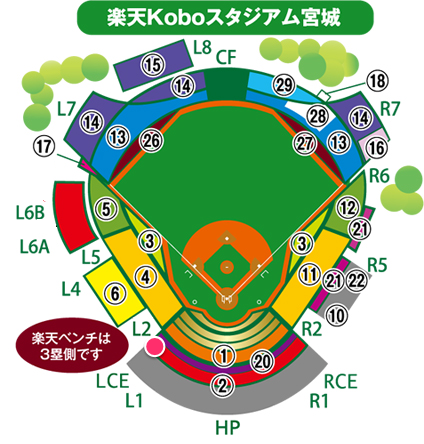 楽天Koboスタジアム宮城
L8
CF
⑮
⑭
㉙
⑱
L7
R7
⑭
⑬
㉖
㉗
㉘
⑬
⑭
⑯
⑰
R6
L6B
L6A
⑤
③
③
⑫
㉑
L5
R5
L4
⑥
④
⑪
㉑
㉒
⑩
L2
R2
楽天ベンチは
3塁側です
①
⑳
②
LCE
RCE
L1
R1
HP